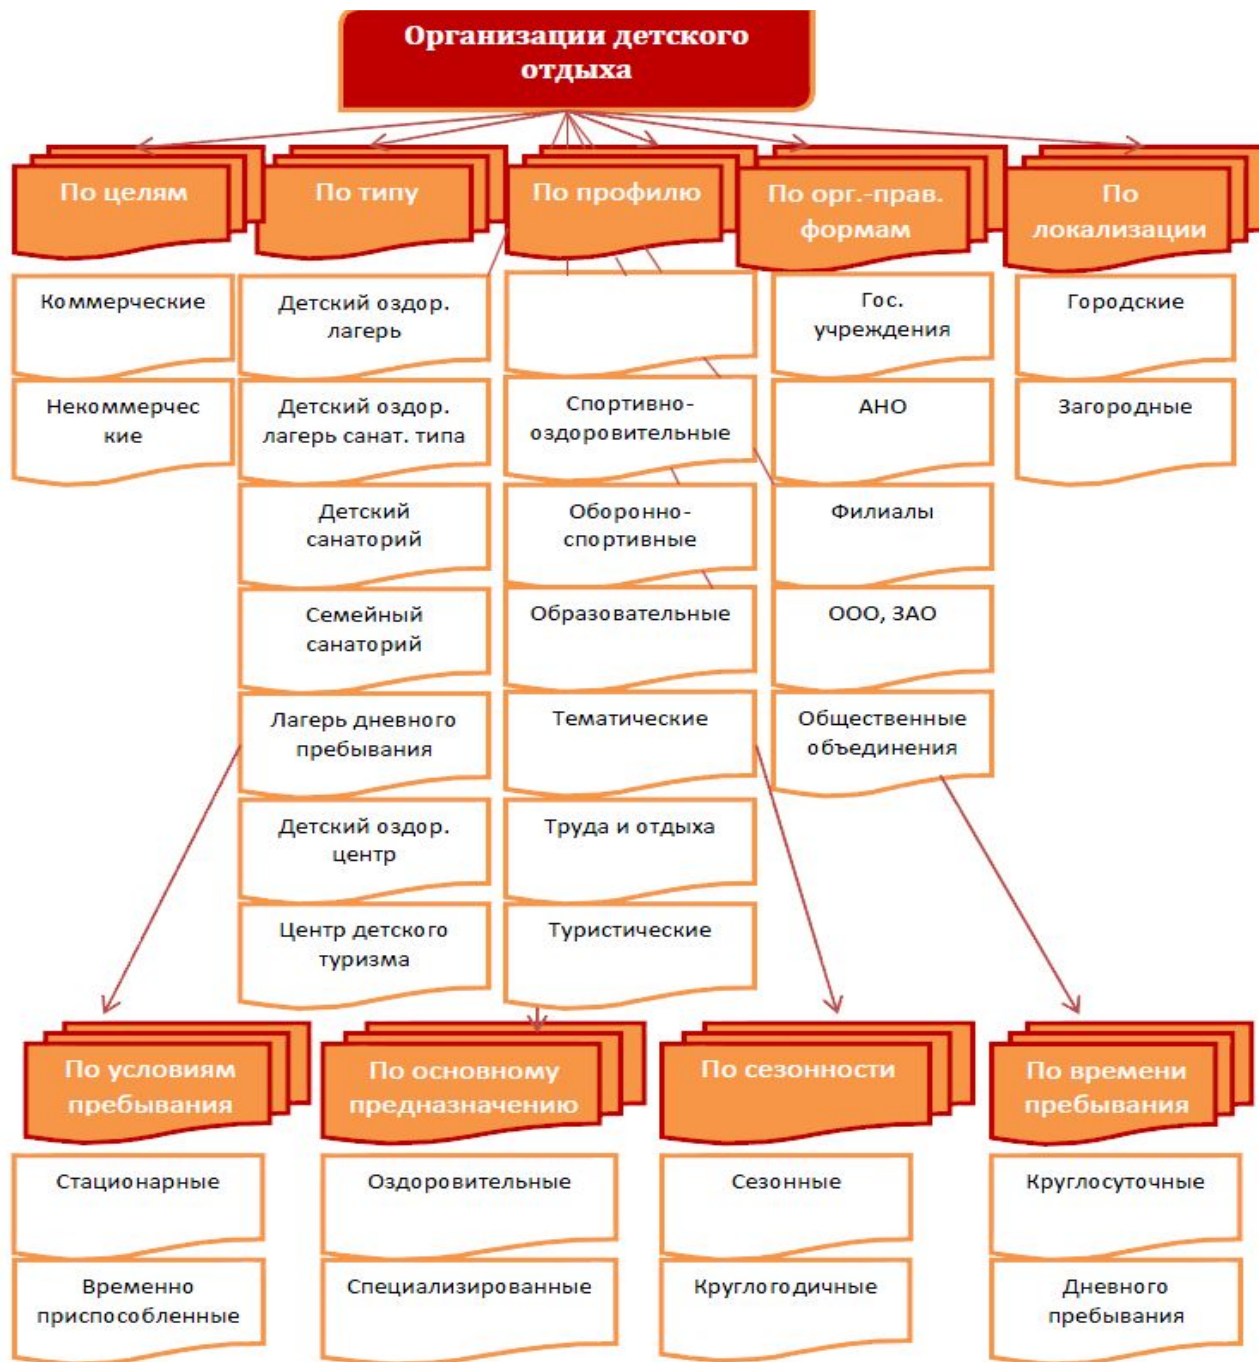 Организации детского
отдыха
По целям
Коммерческие
Некоммерчес
кие
По типу
Детский оздор.
лагерь
Детский оздор.
лагерь санат. типа
Детский
санаторий
Семейный
санаторий
Лагерь дневного
пребывания
Детский оздор.
центр
Центр детского
туризма
По профилю
Спортивно-
оздоровительные
Оборонно-
спортивные
Образовательные
Тематические
Труда и отдыха
Туристические
По орг.-прав.
формам
Гос.
учреждения
АНО
Филиалы
ООО, ЗАО
Общественные
объединения
По
локализации
Городские
Загородные
По условиям
пребывания
Стационарные
Временно
приспособленные
По основному
предназначению
Оздоровительные
Специализированные
По сезонности
Сезонные
Круглогодичные
По времени
пребывания
Круглосуточные
Дневного
пребывания